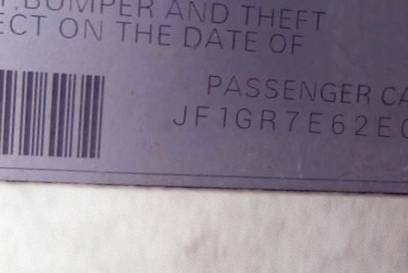 BUMPER AND THEFT
ECT ON THE DATE OF
PASSENGER CA
JF1GR7E62E